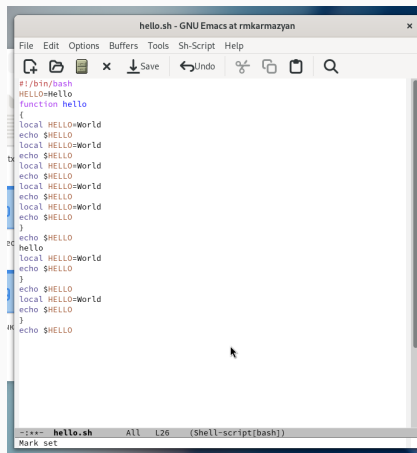 hello.sh - GNU Emacs at rmkarmazyan ×
File Edit Options Buffers Tools Sh-Script Help
Save Undo
#!/bin/bash
HELLO=Hello
function hello
{
local HELLO=World
echo $HELLO
local HELLO=World
echo $HELLO
local HELLO=World
echo $HELLO
local HELLO=World
echo $HELLO
local HELLO=World
echo $HELLO
}
echo $HELLO
hello
local HELLO=World
echo $HELLO
}
echo $HELLO
local HELLO=World
echo $HELLO
}
echo $HELLO
-:**- hello.sh All L26 (Shell-script[bash])
Mark set